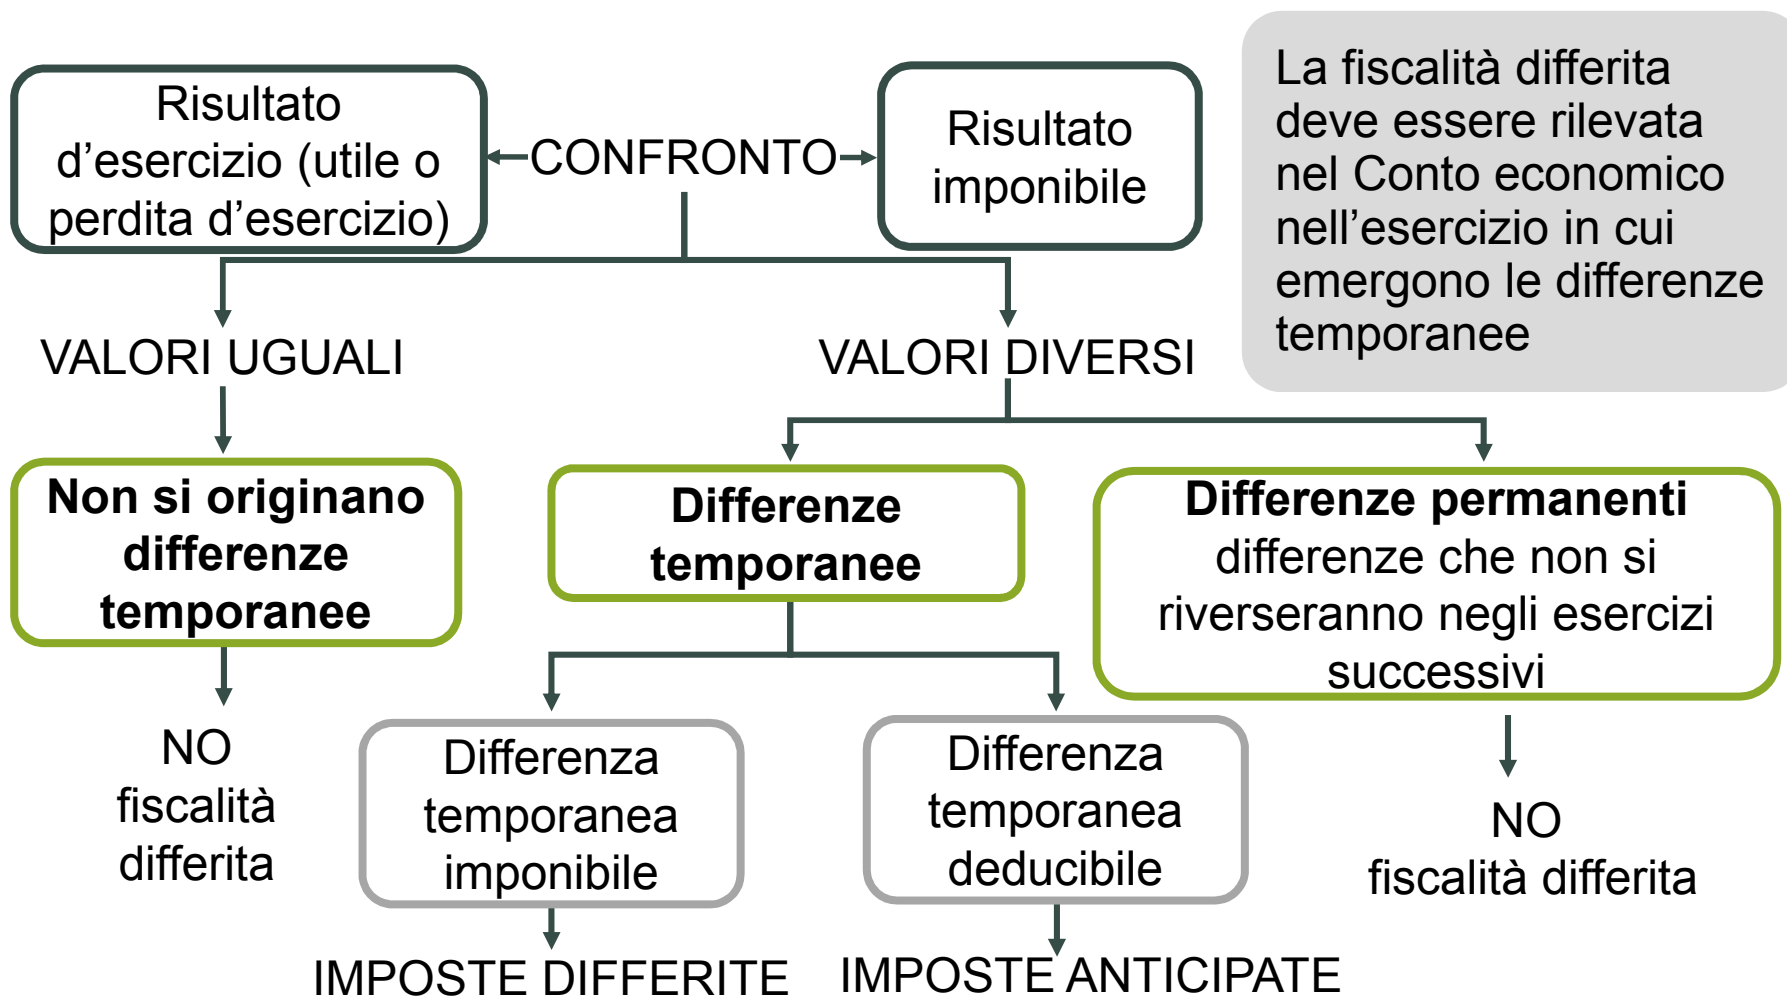 Risultato
d’esercizio (utile o
perdita d’esercizio)
CONFRONTO
Risultato
imponibile
La fiscalità differita
deve essere rilevata
nel Conto economico
nell’esercizio in cui
emergono le differenze
temporanee
VALORI UGUALI
VALORI DIVERSI
Non si originano
differenze
temporanee
Differenze
temporanee
Differenze permanenti
differenze che non si
riverseranno negli esercizi
successivi
NO
fiscalità
differita
Differenza
temporanea
imponibile
Differenza
temporanea
deducibile
NO
fiscalità differita
IMPOSTE DIFFERITE
IMPOSTE ANTICIPATE